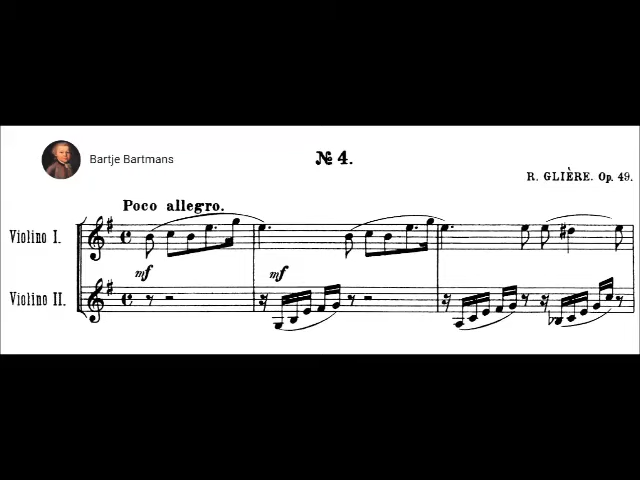 Bartje Bartmans
№ 4.
R. GLIÈRE. Op. 49.
Poco allegro.
Violino I.
mf
mf
Violino II.